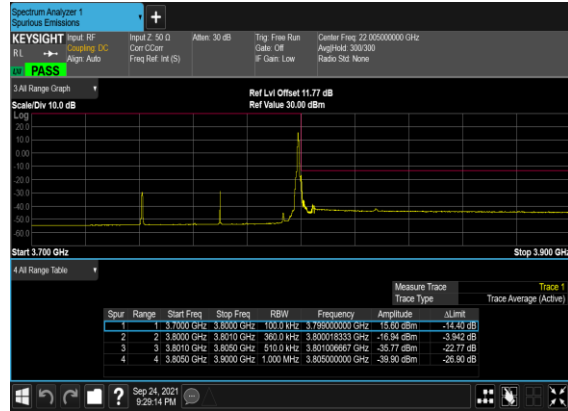 Spectrum Analyzer 1
Spurious Emissions
KEYSIGHT Input: RF Input Z: 50 Ω Atten: 30 dB Trig: Free Run Center Freq: 22.005000000 GHz
RL Coupling: DC Corr CCorr Gate: Off Avg|Hold: 300/300
Align: Auto Freq Ref: Int (S) IF Gain: Low Radio Std: None
PASS
3 All Range Graph
Ref Lvl Offset 11.77 dB
Scale/Div 10.0 dB Ref Value 30.00 dBm
Log
20.0
10.0
0.00
-10.0
-20.0
-30.0
-40.0
-50.0
-60.0
Start 3.700 GHz Stop 3.900 GHz
4 All Range Table
Measure Trace Trace 1
Trace Type Trace Average (Active)
Spur Range Start Freq Stop Freq RBW Frequency Amplitude ΔLimit
1 1 3.7000 GHz 3.8000 GHz 100.0 kHz 3.799000000 GHz 15.60 dBm -14.40 dB
2 2 3.8000 GHz 3.8010 GHz 360.0 kHz 3.800018333 GHz -16.94 dBm -3.942 dB
3 3 3.8010 GHz 3.8050 GHz 510.0 kHz 3.801006667 GHz -35.77 dBm -22.77 dB
4 4 3.8050 GHz 3.9000 GHz 1.000 MHz 3.805000000 GHz -39.90 dBm -26.90 dB
? Sep 24, 2021
9:29:14 PM